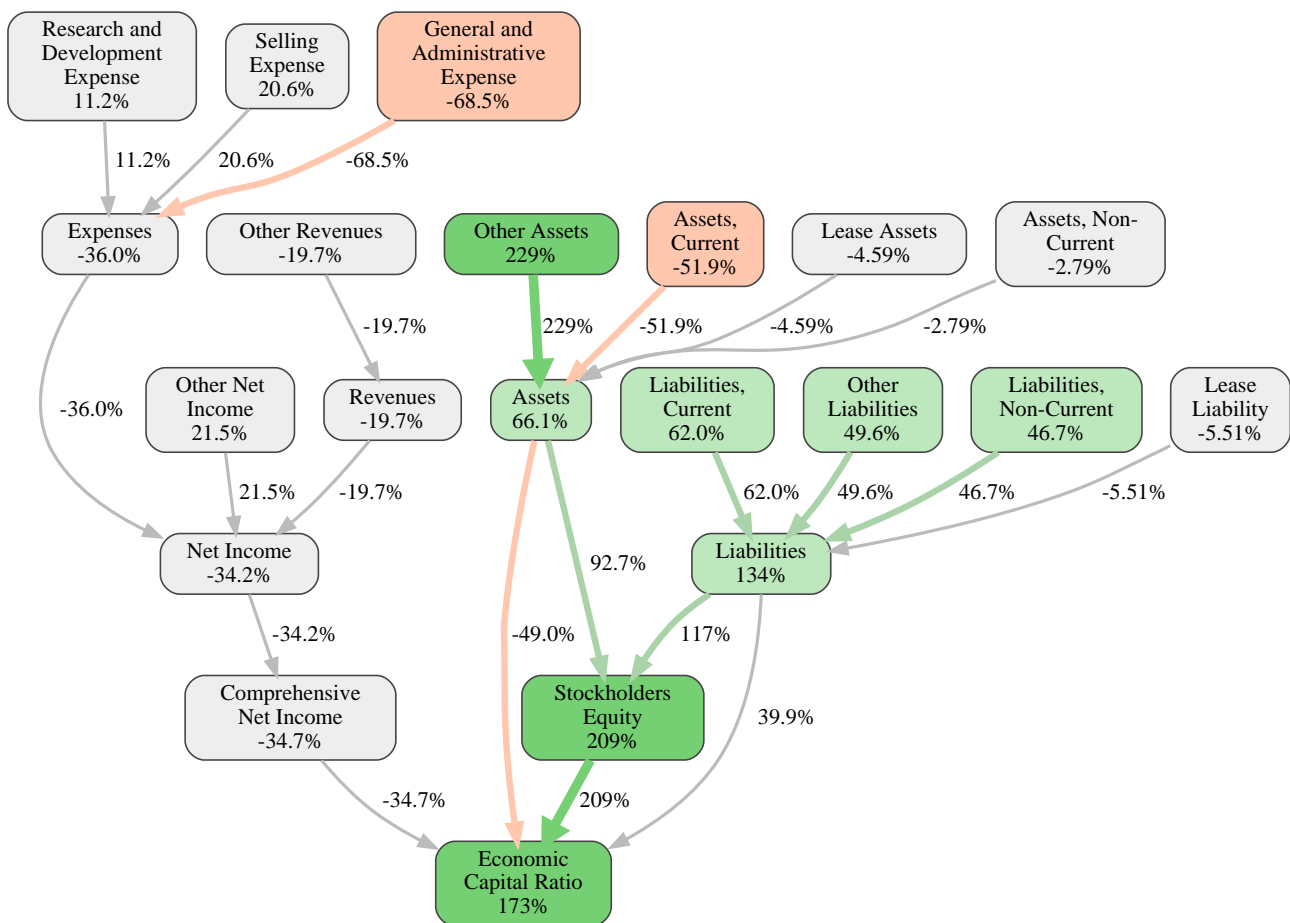 Research and
Development
Expense
11.2%
Selling
Expense
20.6%
General and
Administrative
Expense
-68.5%
11.2%
20.6%
-68.5%
Expenses
-36.0%
Other Revenues
-19.7%
Other Assets
229%
Assets,
Current
-51.9%
Lease Assets
-4.59%
Assets, Non-
Current
-2.79%
-19.7%
229%
-51.9%
-4.59%
-2.79%
-36.0%
Other Net
Income
21.5%
Revenues
-19.7%
Assets
66.1%
Liabilities,
Current
62.0%
Other
Liabilities
49.6%
Liabilities,
Non-Current
46.7%
Lease
Liability
-5.51%
21.5%
-19.7%
62.0%
49.6%
46.7%
-5.51%
Net Income
-34.2%
92.7%
Liabilities
134%
-34.2%
-49.0%
117%
Comprehensive
Net Income
-34.7%
Stockholders
Equity
209%
39.9%
-34.7%
209%
Economic
Capital Ratio
173%